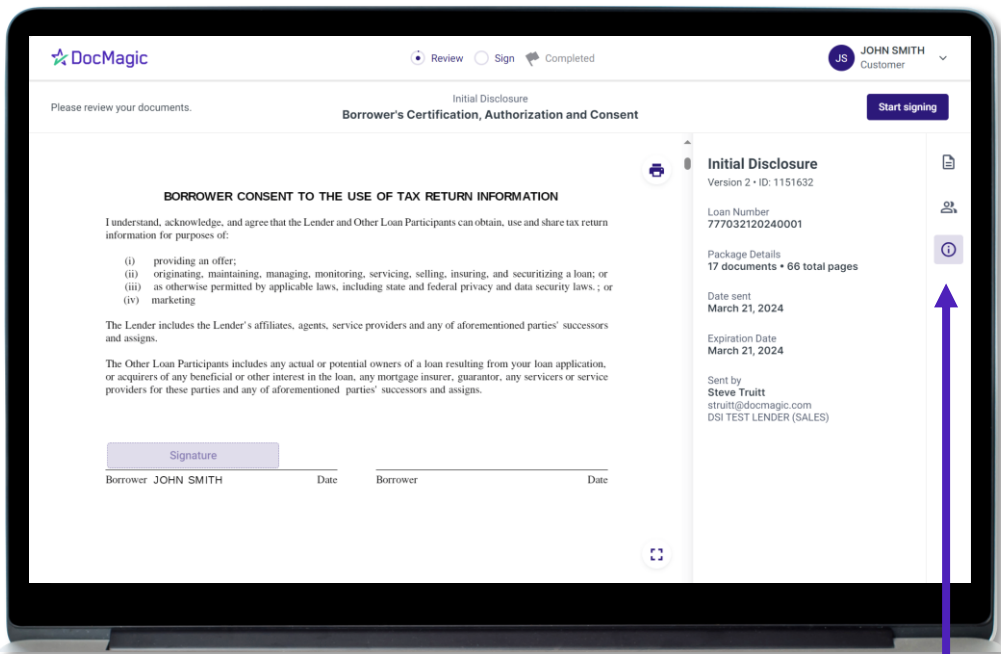 DocMagic
Review Sign Completed
JS
JOHN SMITH
Customer
Please review your documents.
Initial Disclosure
Borrower's Certification, Authorization and Consent
Start signing
BORROWER CONSENT TO THE USE OF TAX RETURN INFORMATION
I understand, acknowledge, and agree that the Lender and Other Loan Participants can obtain, use and share tax return
information for purposes of:
(i) providing an offer;
(ii) originating, maintaining, managing, monitoring, servicing, selling, insuring, and securitizing a loan; or
(iii) as otherwise permitted by applicable laws, including state and federal privacy and data security laws. ; or
(iv) marketing
The Lender includes the Lender's affiliates, agents, service providers and any of aforementioned parties' successors
and assigns.
The Other Loan Participants includes any actual or potential owners of a loan resulting from your loan application,
or acquirers of any beneficial or other interest in the loan, any mortgage insurer, guarantor, any servicers or service
providers for these parties and any of aforementioned parties' successors and assigns.
Signature
Borrower JOHN SMITH Date Borrower Date
Initial Disclosure
Version 2 • ID: 1151632
Loan Number
777032120240001
Package Details
17 documents • 66 total pages
Date sent
March 21, 2024
Expiration Date
March 21, 2024
Sent by
Steve Truitt
struitt@docmagic.com
DSI TEST LENDER (SALES)